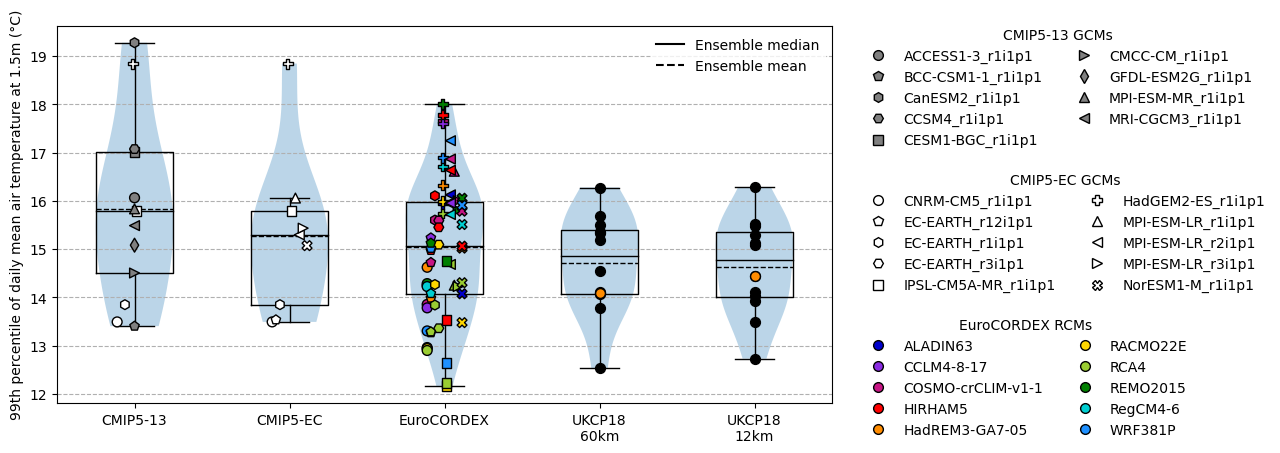 99th percentile of daily mean air temperature at 1.5m (°C)
19
18
17
16
15
14
13
12
CMIP5-13
CMIP5-EC
EuroCORDEX
UKCP18
60km
UKCP18
12km
Ensemble median
Ensemble mean
CMIP5-13 GCMs
ACCESS1-3_r1i1p1
BCC-CSM1-1_r1i1p1
CanESM2_r1i1p1
CCSM4_r1i1p1
CESM1-BGC_r1i1p1
CMCC-CM_r1i1p1
GFDL-ESM2G_r1i1p1
MPI-ESM-MR_r1i1p1
MRI-CGCM3_r1i1p1
CMIP5-EC GCMs
CNRM-CM5_r1i1p1
EC-EARTH_r12i1p1
EC-EARTH_r1i1p1
EC-EARTH_r3i1p1
IPSL-CM5A-MR_r1i1p1
HadGEM2-ES_r1i1p1
MPI-ESM-LR_r1i1p1
MPI-ESM-LR_r2i1p1
MPI-ESM-LR_r3i1p1
NorESM1-M_r1i1p1
EuroCORDEX RCMs
ALADIN63
CCLM4-8-17
COSMO-crCLIM-v1-1
HIRHAM5
HadREM3-GA7-05
RACMO22E
RCA4
REMO2015
RegCM4-6
WRF381P